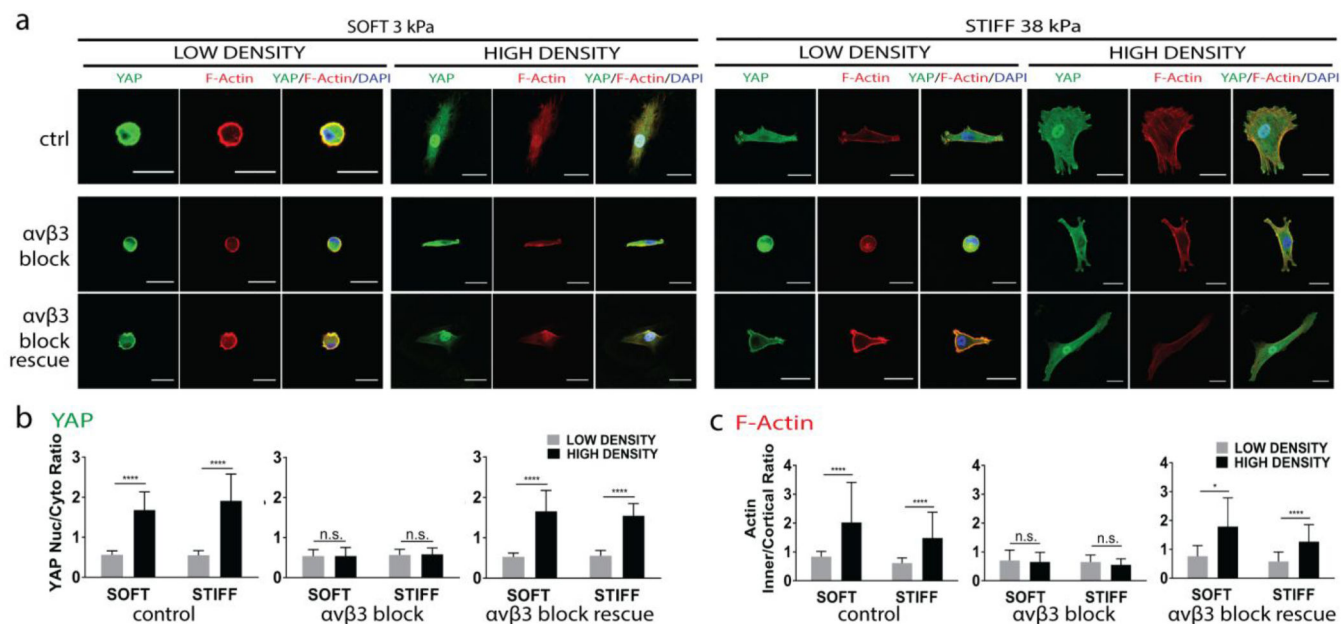 a
SOFT 3 kPa
STIFF 38 kPa
LOW DENSITY
HIGH DENSITY
LOW DENSITY
HIGH DENSITY
YAP F-Actin YAP/F-Actin/DAPI YAP F-Actin YAP/F-Actin/DAPI YAP F-Actin YAP/F-Actin/DAPI YAP F-Actin YAP/F-Actin/DAPI
ctrl
αvβ3
block
αvβ3
block
rescue
b YAP
YAP Nuc/Cyto Ratio
3
2
1
0
****
****
SOFT STIFF
control
3
2
1
0
n.s.
n.s.
SOFT STIFF
αvβ3 block
LOW DENSITY
HIGH DENSITY
3
2
1
0
****
****
SOFT STIFF
αvβ3 block rescue
c F-Actin
Actin
Inner/Cortical Ratio
4
3
2
1
0
****
****
SOFT STIFF
control
4
3
2
1
0
n.s.
n.s.
SOFT STIFF
αvβ3 block
LOW DENSITY
HIGH DENSITY
4
3
2
1
0
*
****
SOFT STIFF
αvβ3 block rescue